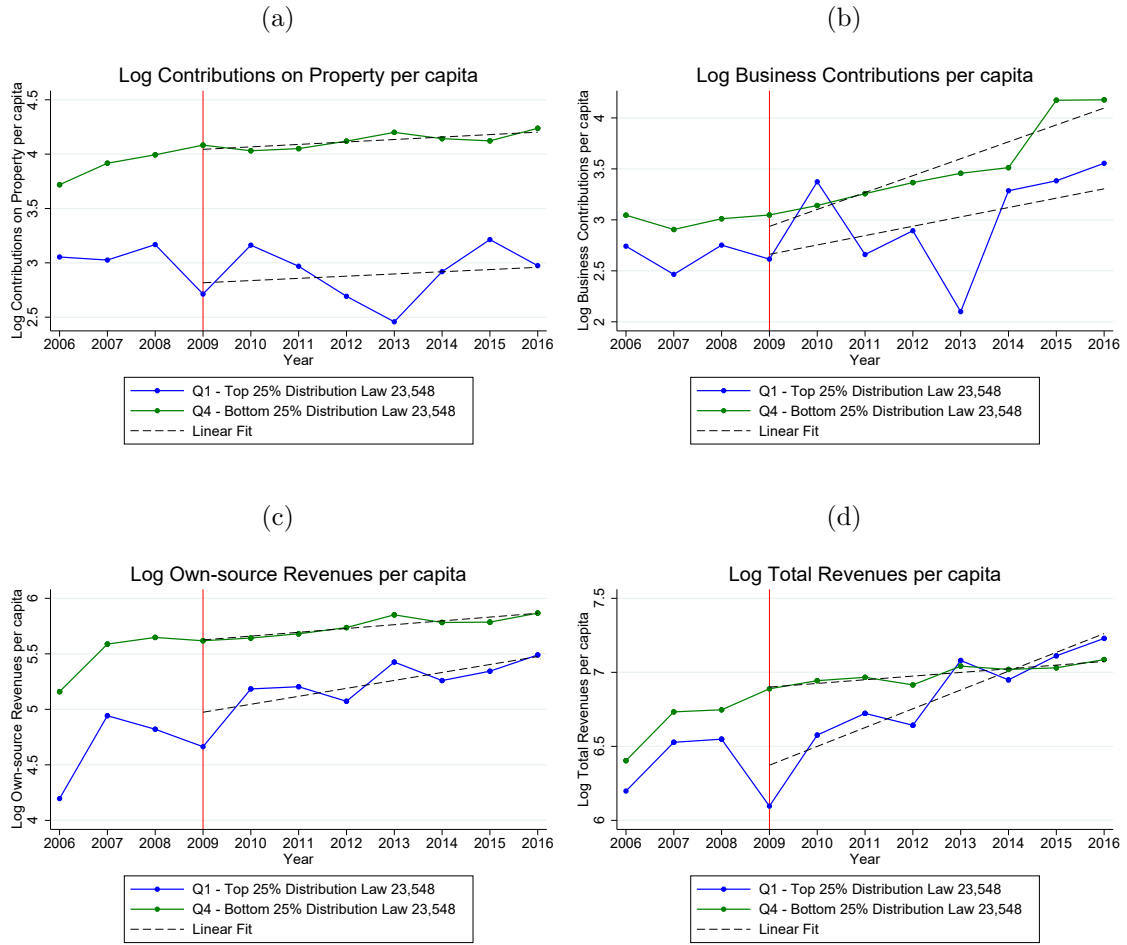 (a)
Log Contributions on Property per capita
Log Contributions on Property per capita
4.5
4
3.5
3
2.5
2006 2007 2008 2009 2010 2011 2012 2013 2014 2015 2016
Year
Q1 - Top 25% Distribution Law 23,548
Q4 - Bottom 25% Distribution Law 23,548
Linear Fit
(b)
Log Business Contributions per capita
Log Business Contributions per capita
4
3.5
3
2.5
2
2006 2007 2008 2009 2010 2011 2012 2013 2014 2015 2016
Year
Q1 - Top 25% Distribution Law 23,548
Q4 - Bottom 25% Distribution Law 23,548
Linear Fit
(c)
Log Own-source Revenues per capita
Log Own-source Revenues per capita
6
5.5
5
4.5
4
2006 2007 2008 2009 2010 2011 2012 2013 2014 2015 2016
Year
Q1 - Top 25% Distribution Law 23,548
Q4 - Bottom 25% Distribution Law 23,548
Linear Fit
(d)
Log Total Revenues per capita
Log Total Revenues per capita
7.5
7
6.5
6
2006 2007 2008 2009 2010 2011 2012 2013 2014 2015 2016
Year
Q1 - Top 25% Distribution Law 23,548
Q4 - Bottom 25% Distribution Law 23,548
Linear Fit